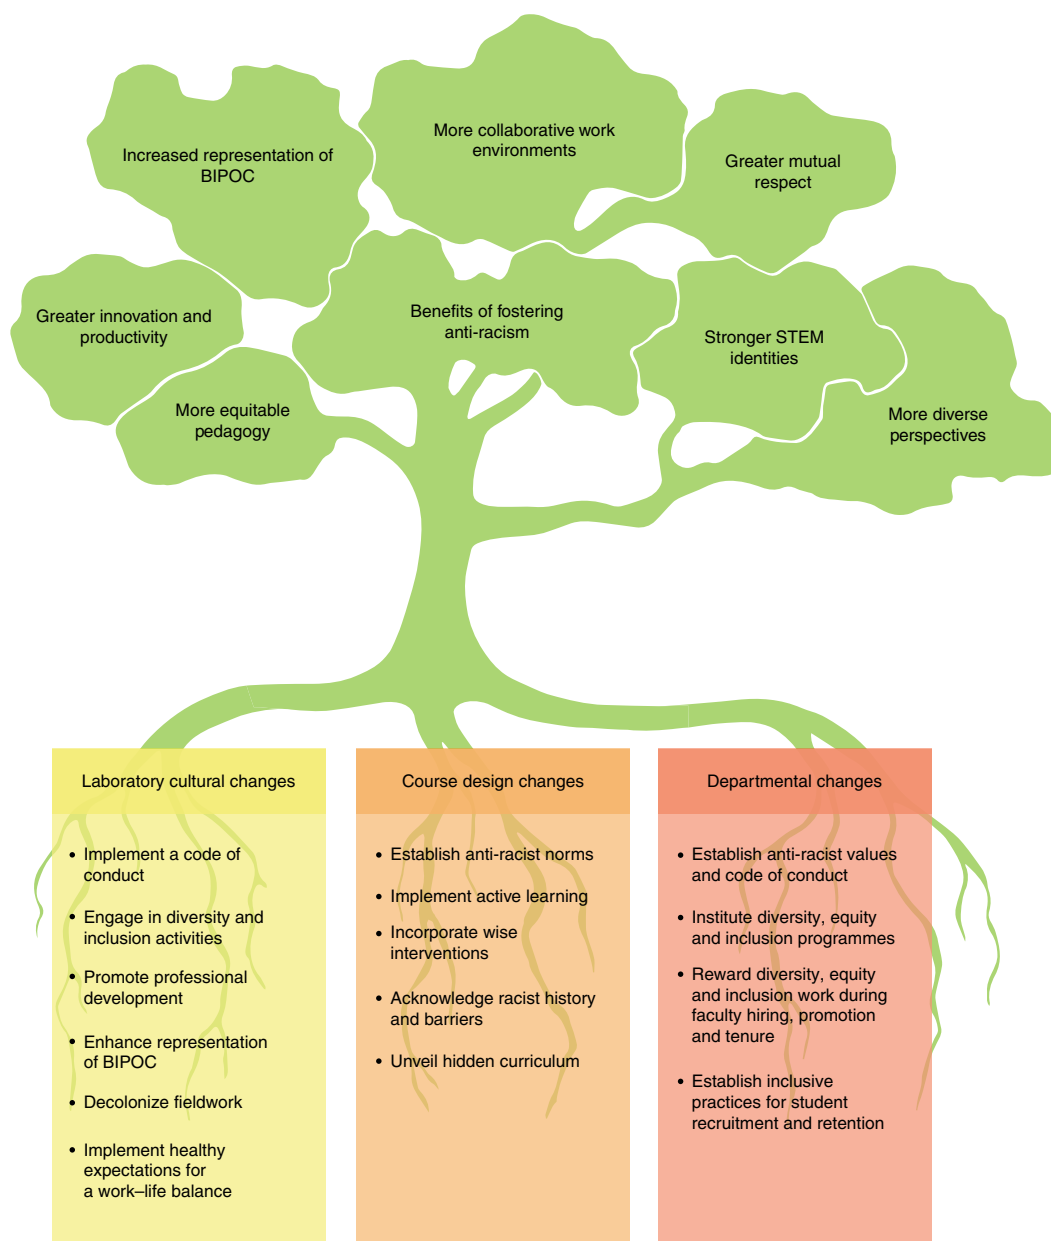 More collaborative work
environments
Increased representation of
BIPOC
Greater mutual
respect
Greater innovation and
productivity
Benefits of fostering
anti-racism
Stronger STEM
identities
More equitable
pedagogy
More diverse
perspectives
Laboratory cultural changes
• Implement a code of
conduct
• Engage in diversity and
inclusion activities
• Promote professional
development
• Enhance representation
of BIPOC
• Decolonize fieldwork
• Implement healthy
expectations for
a work–life balance
Course design changes
• Establish anti-racist norms
• Implement active learning
• Incorporate wise
interventions
• Acknowledge racist history
and barriers
• Unveil hidden curriculum
Departmental changes
• Establish anti-racist values
and code of conduct
• Institute diversity, equity
and inclusion programmes
• Reward diversity, equity
and inclusion work during
faculty hiring, promotion
and tenure
• Establish inclusive
practices for student
recruitment and retention